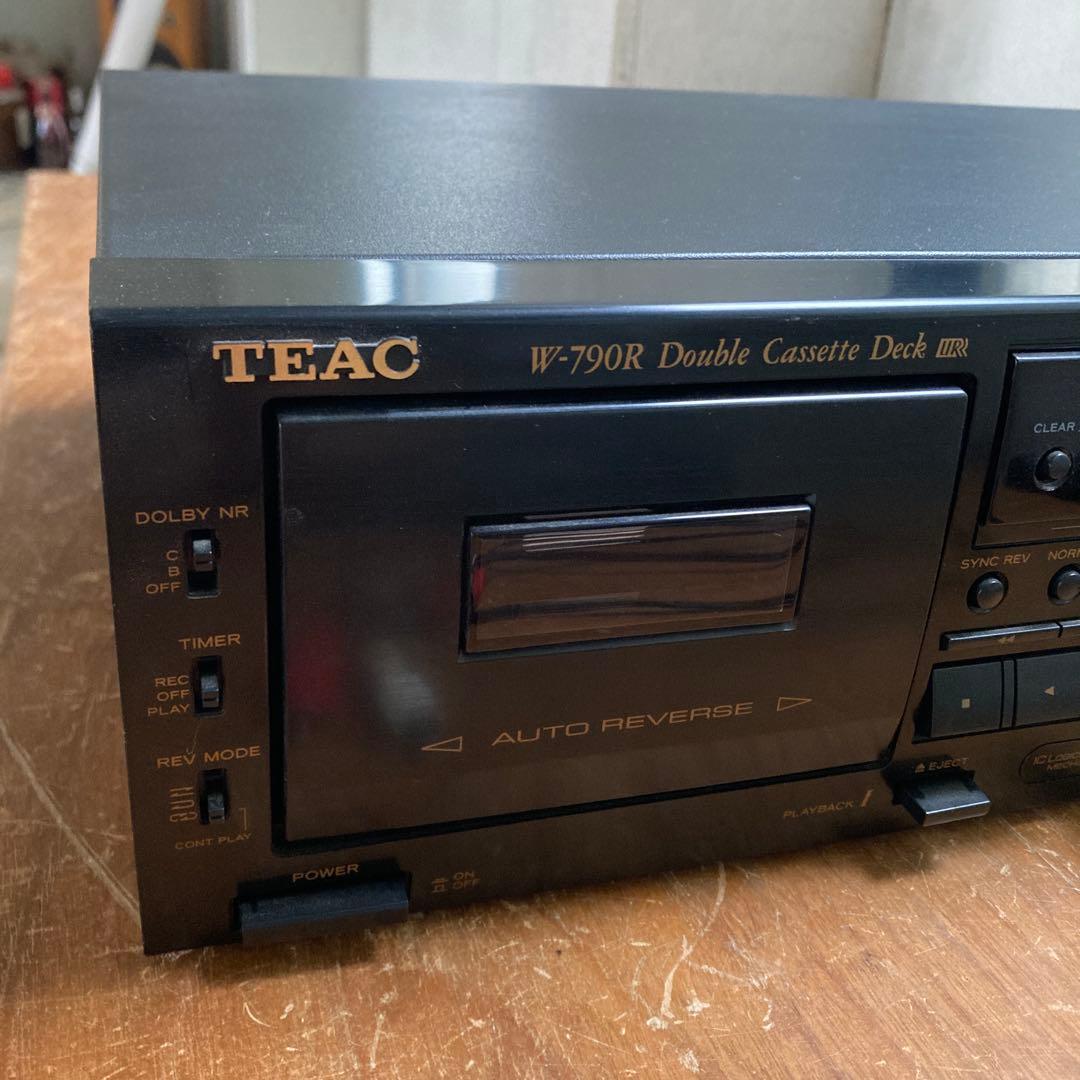 TEAC
W-790R Double Cassette Deck
CLEAR
DOLBY NR
C
B
OFF
SYNC REV
TIMER
REC
OFF
PLAY
AUTO REVERSE
REV MODE
CONT PLAY
EJECT
PLAYBACK I
POWER
ON
OFF